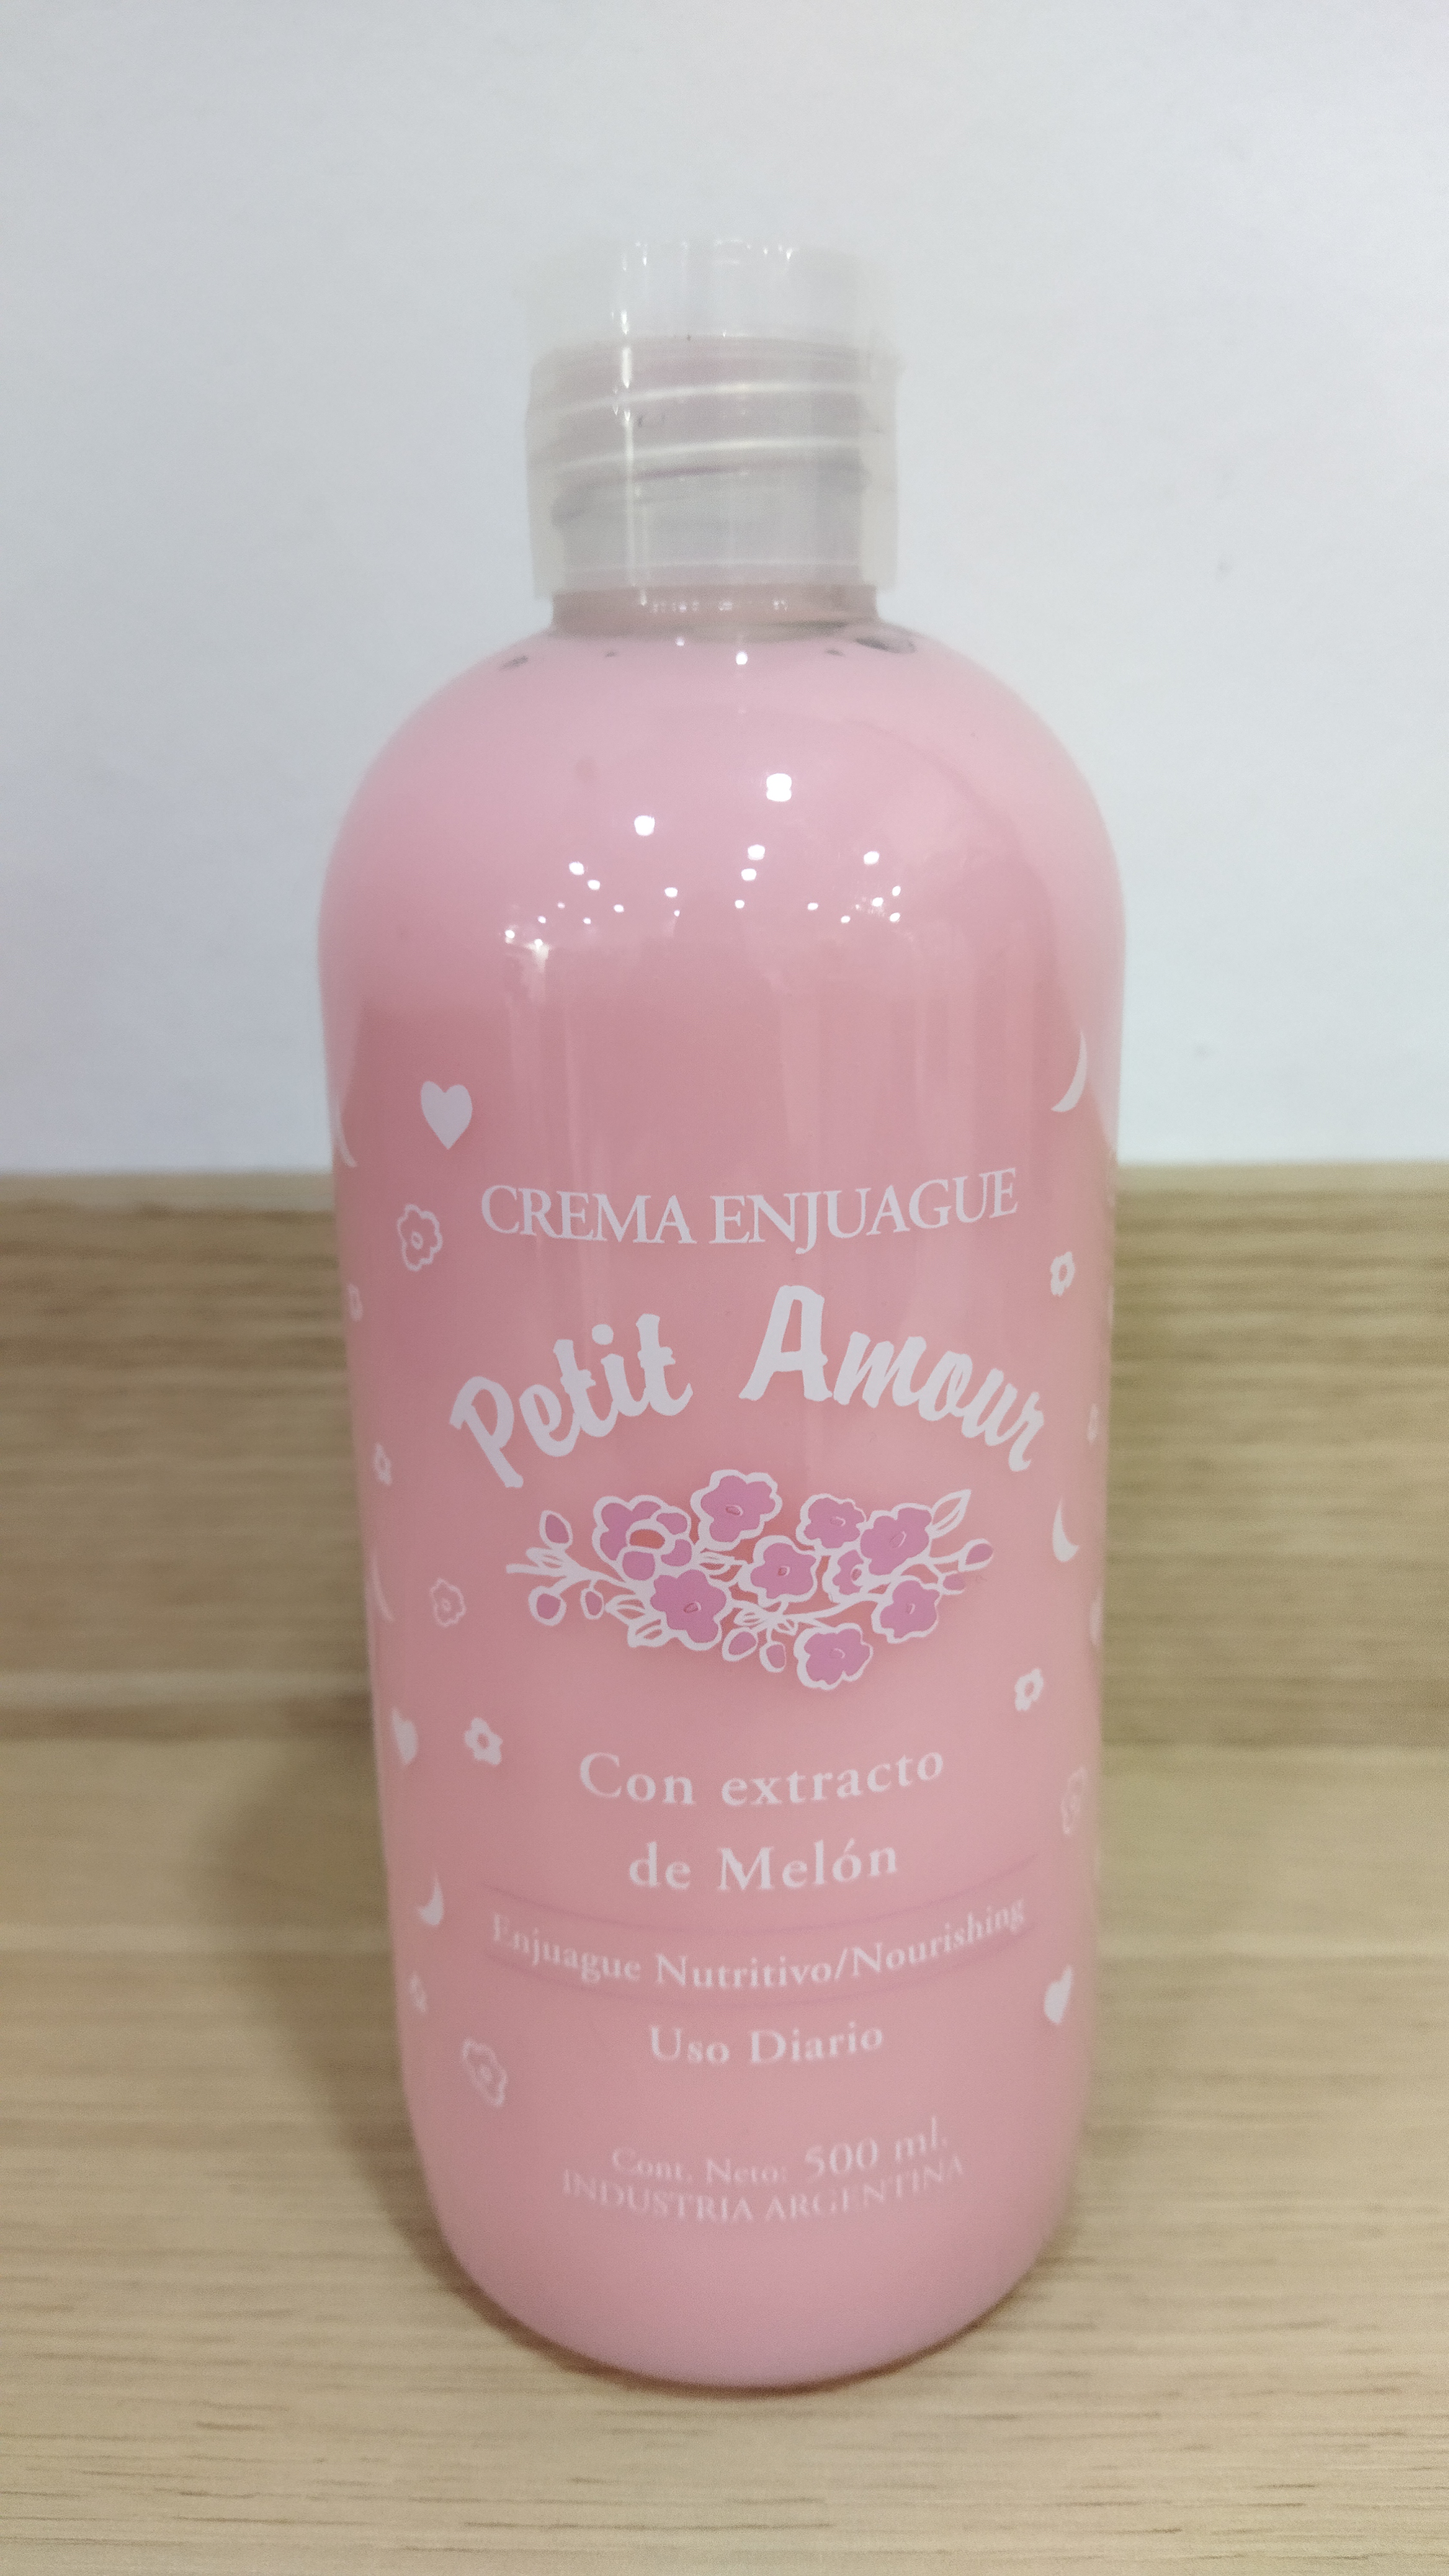 CREMA ENJUAGUE
Petit Amour
Con extracto
de Melón
Enjuague Nutritivo/Nourishing
Uso Diario
Cont. Neto: 500 ml.
INDUSTRIA ARGENTINA